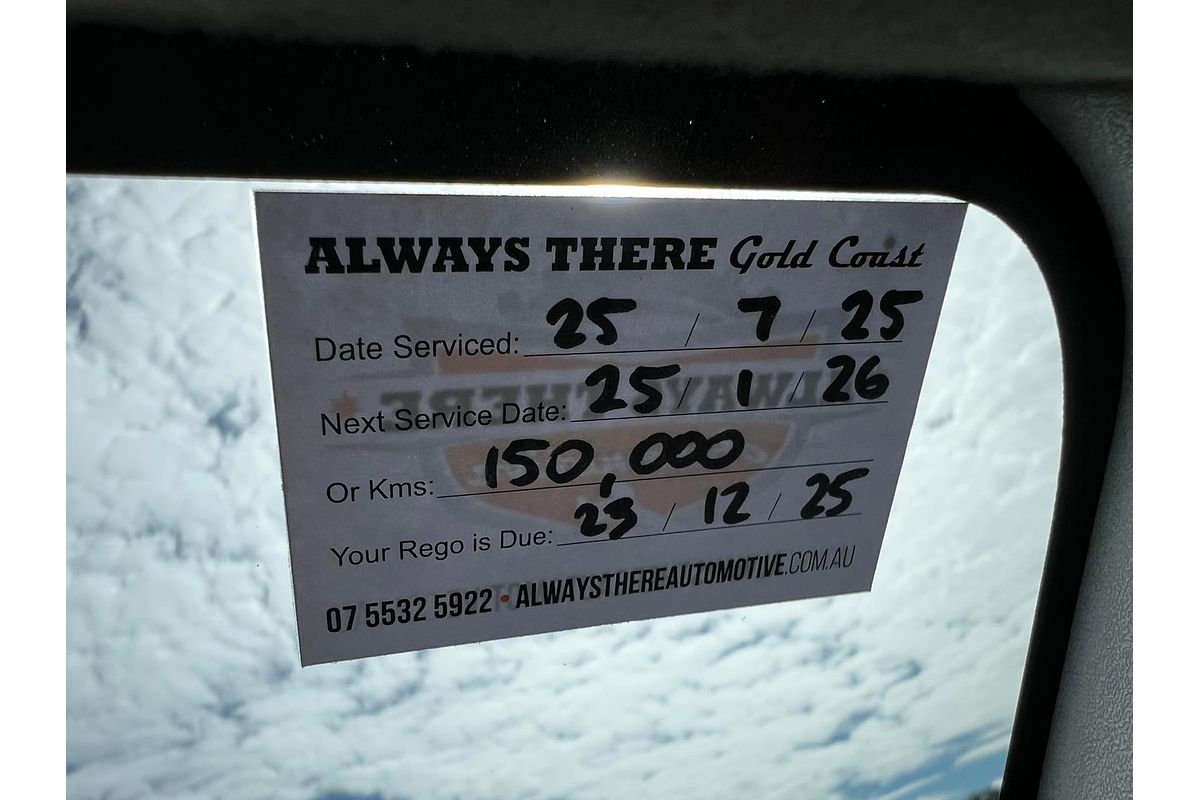 ALWAYS THERE Gold Coast
Date Serviced: 25 / 7 / 25
Next Service Date: 25 / 1 / 26
Or Kms: 150,000
Your Rego is Due: 23 / 12 / 25
07 5532 5922 • ALWAYSTHEREAUTOMOTIVE.COM.AU